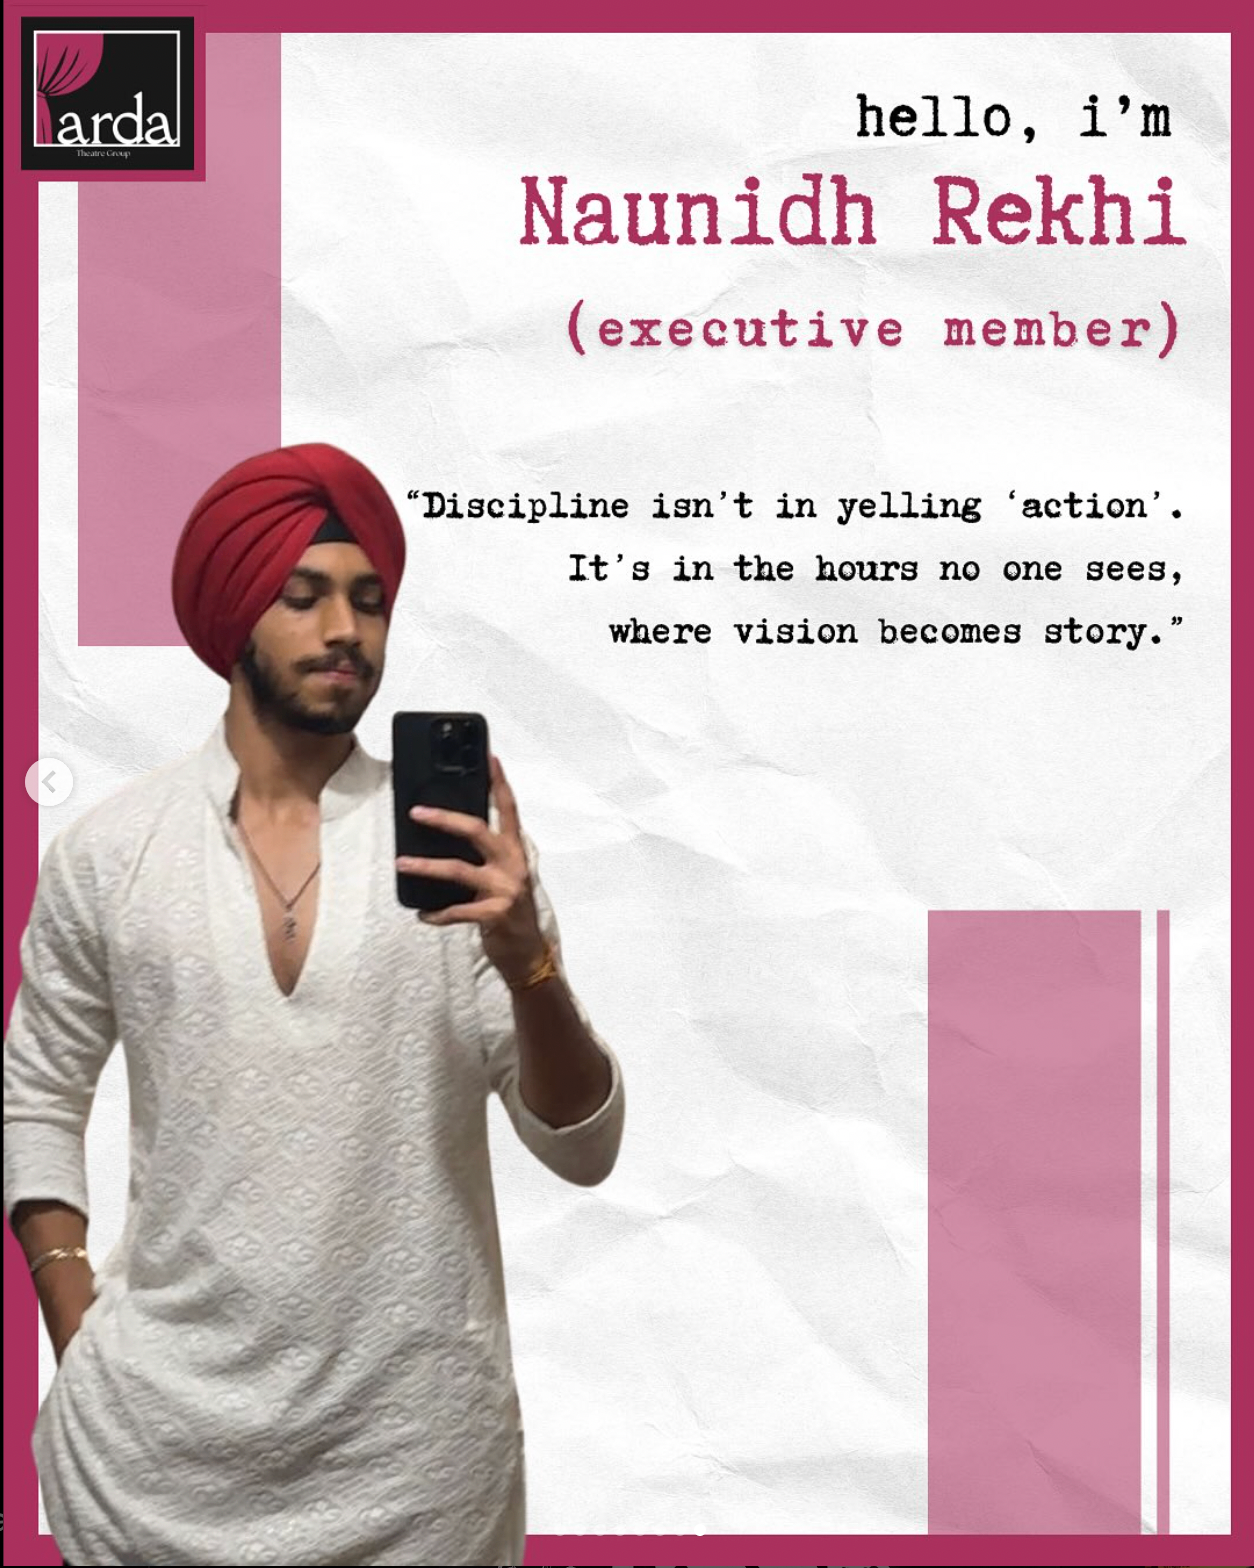 Parda
Theatre Group
hello, i'm
Naunidh Rekhi
(executive member)
“Discipline isn't in yelling ‘action’.
It's in the hours no one sees,
where vision becomes story.”